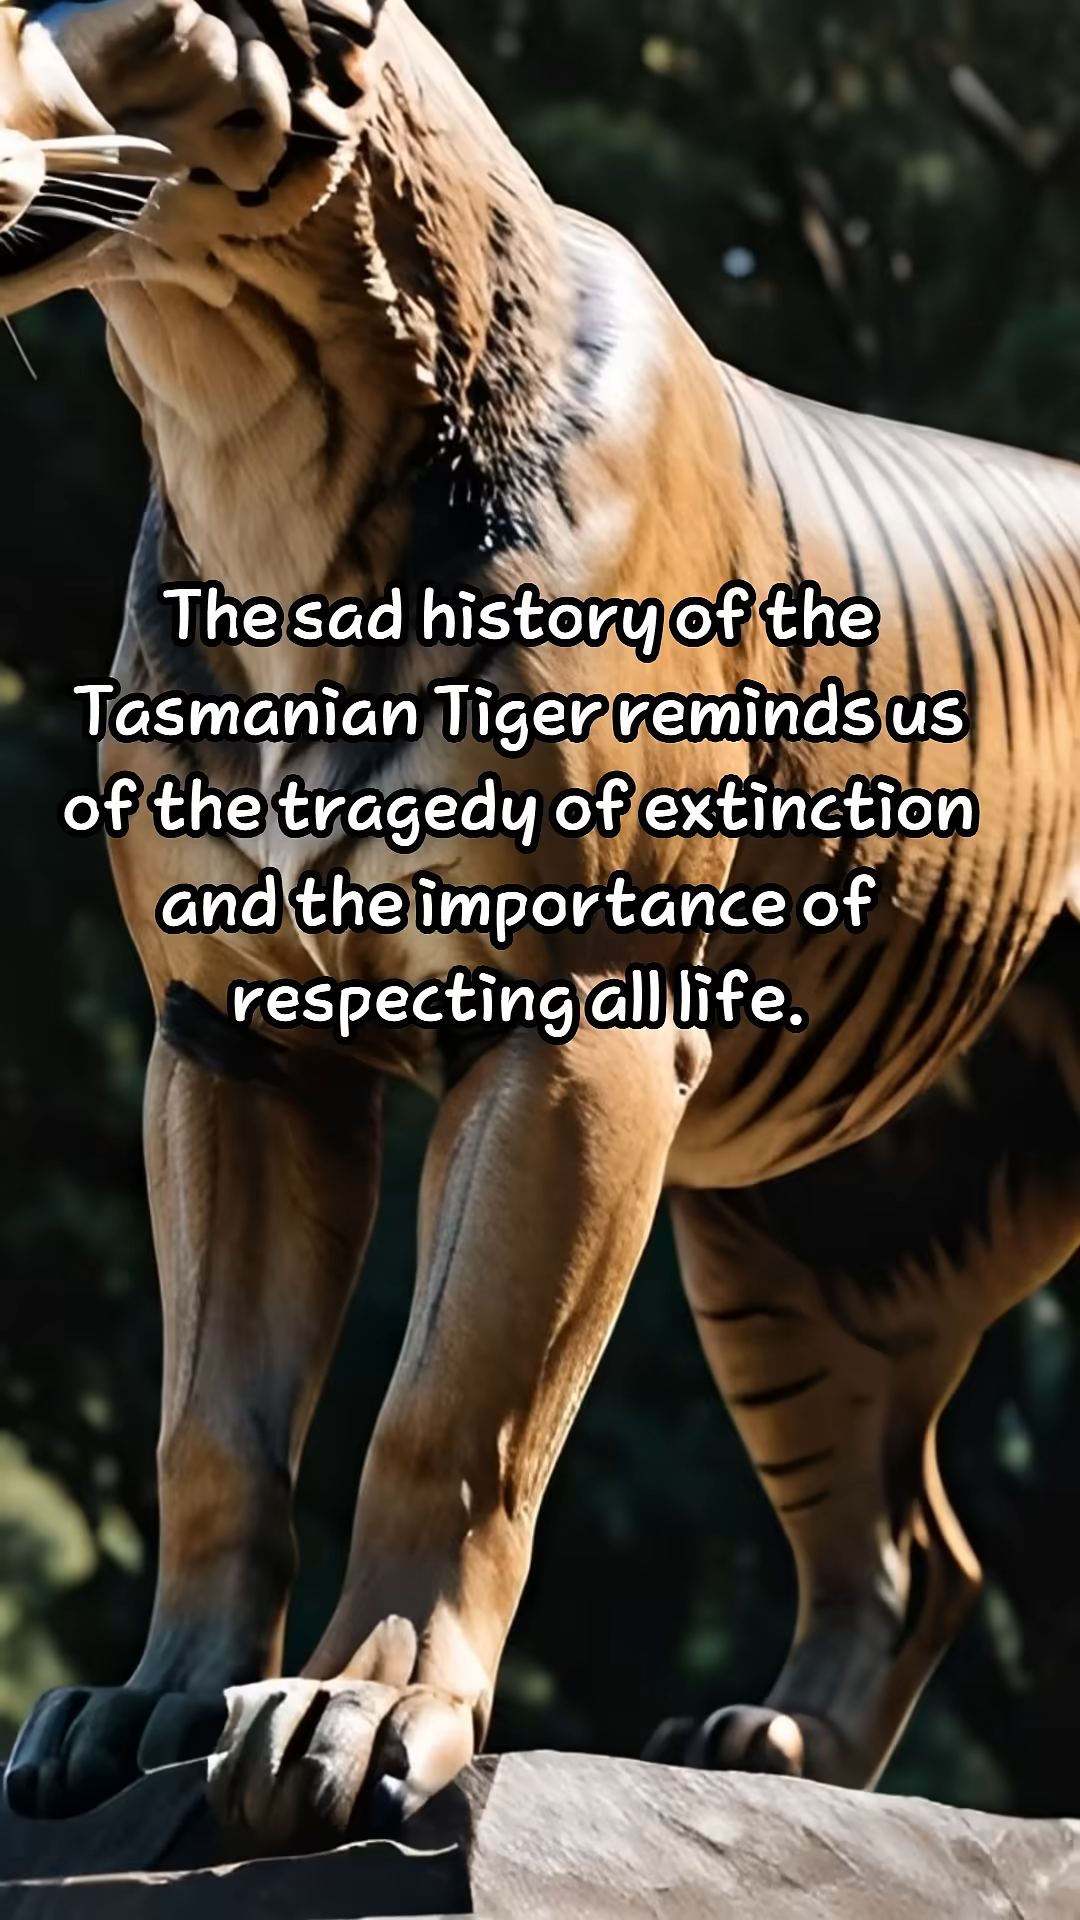 The sad history of the
Tasmanian Tiger reminds us
of the tragedy of extinction
and the importance of
respecting all life.